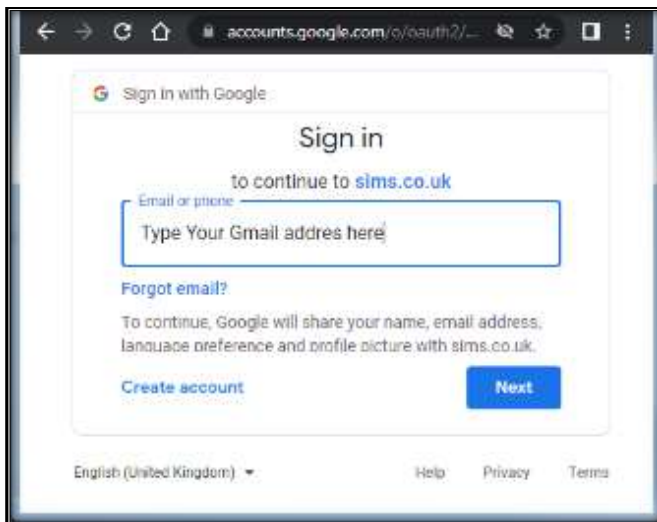 accounts.google.com/o/oauth2/...
Sign in with Google
Sign in
to continue to sims.co.uk
Email or phone
Type Your Gmail addres here
Forgot email?
To continue, Google will share your name, email address,
language preference and profile picture with sims.co.uk.
Create account
Next
English (United Kingdom)
Help Privacy Terms